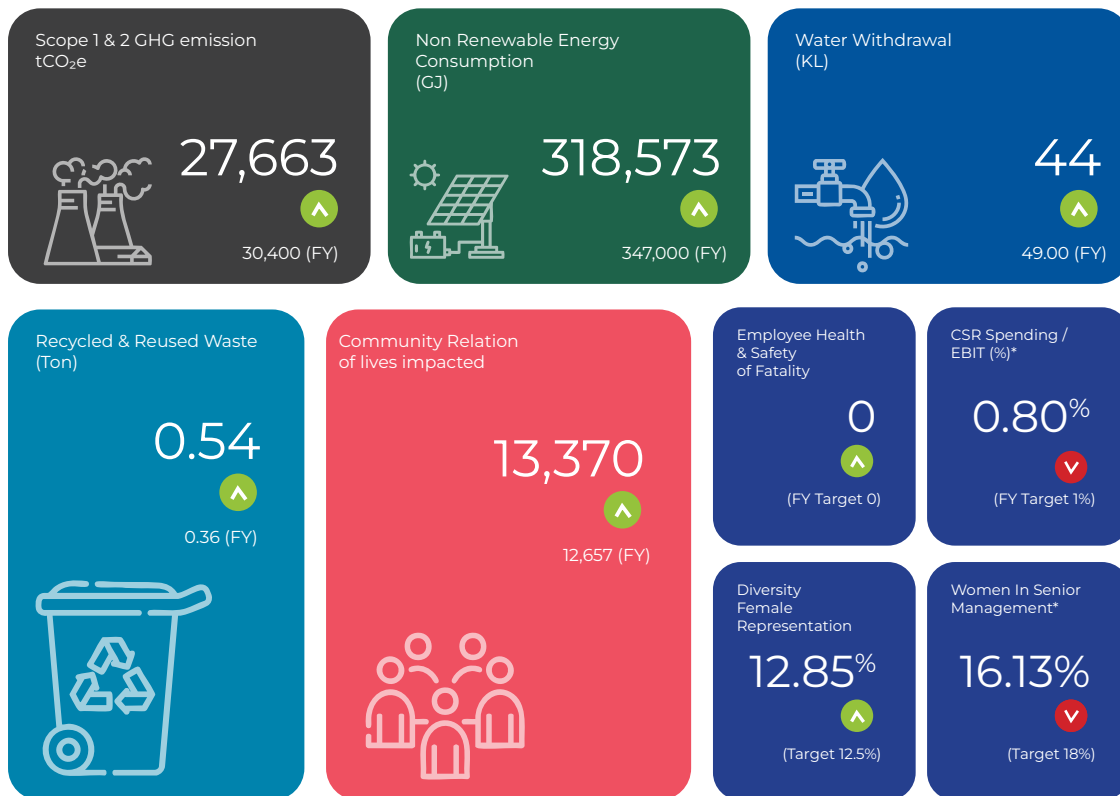 Scope 1 & 2 GHG emission
tCO₂e
27,663
30,400 (FY)
Non Renewable Energy
Consumption
(GJ)
318,573
347,000 (FY)
Water Withdrawal
(KL)
44
49.00 (FY)
Recycled & Reused Waste
(Ton)
0.54
0.36 (FY)
Community Relation
of lives impacted
13,370
12,657 (FY)
Employee Health
& Safety
of Fatality
0
(FY Target 0)
CSR Spending /
EBIT (%)*
0.80%
(FY Target 1%)
Diversity
Female
Representation
12.85%
(Target 12.5%)
Women In Senior
Management*
16.13%
(Target 18%)